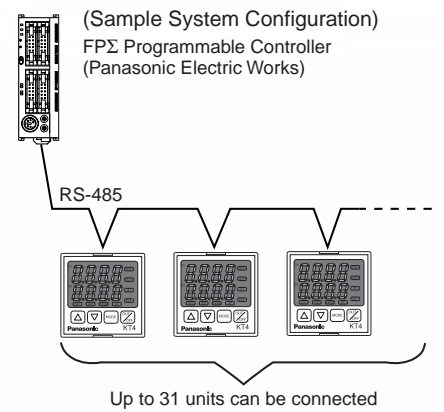 (Sample System Configuration)
FPΣ Programmable Controller
(Panasonic Electric Works)
RS-485
MODE
Panasonic KT4
MODE
Panasonic KT4
MODE
Panasonic KT4
Up to 31 units can be connected